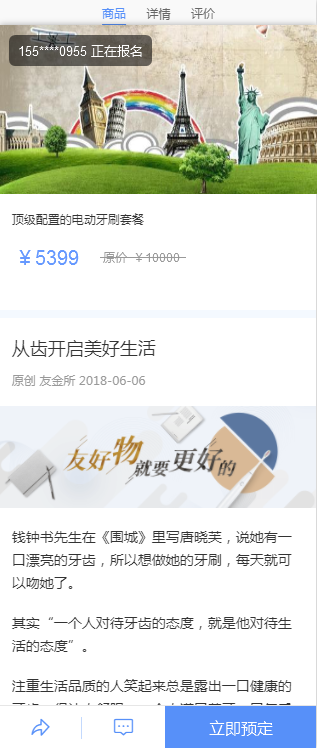 商品 详情 评价
155****0955 正在报名
顶级配置的电动牙刷套餐
￥5399 原价 ￥10000
从齿开启美好生活
原创 友金所 2018-06-06
友好物就要更好的
钱钟书先生在《围城》里写唐晓芙，说她有一
口漂亮的牙齿，所以想做她的牙刷，每天就可
以吻她了。
其实“一个人对待牙齿的态度，就是他对待生
活的态度”。
注重生活品质的人笑起来总是露出一口健康的
立即预定